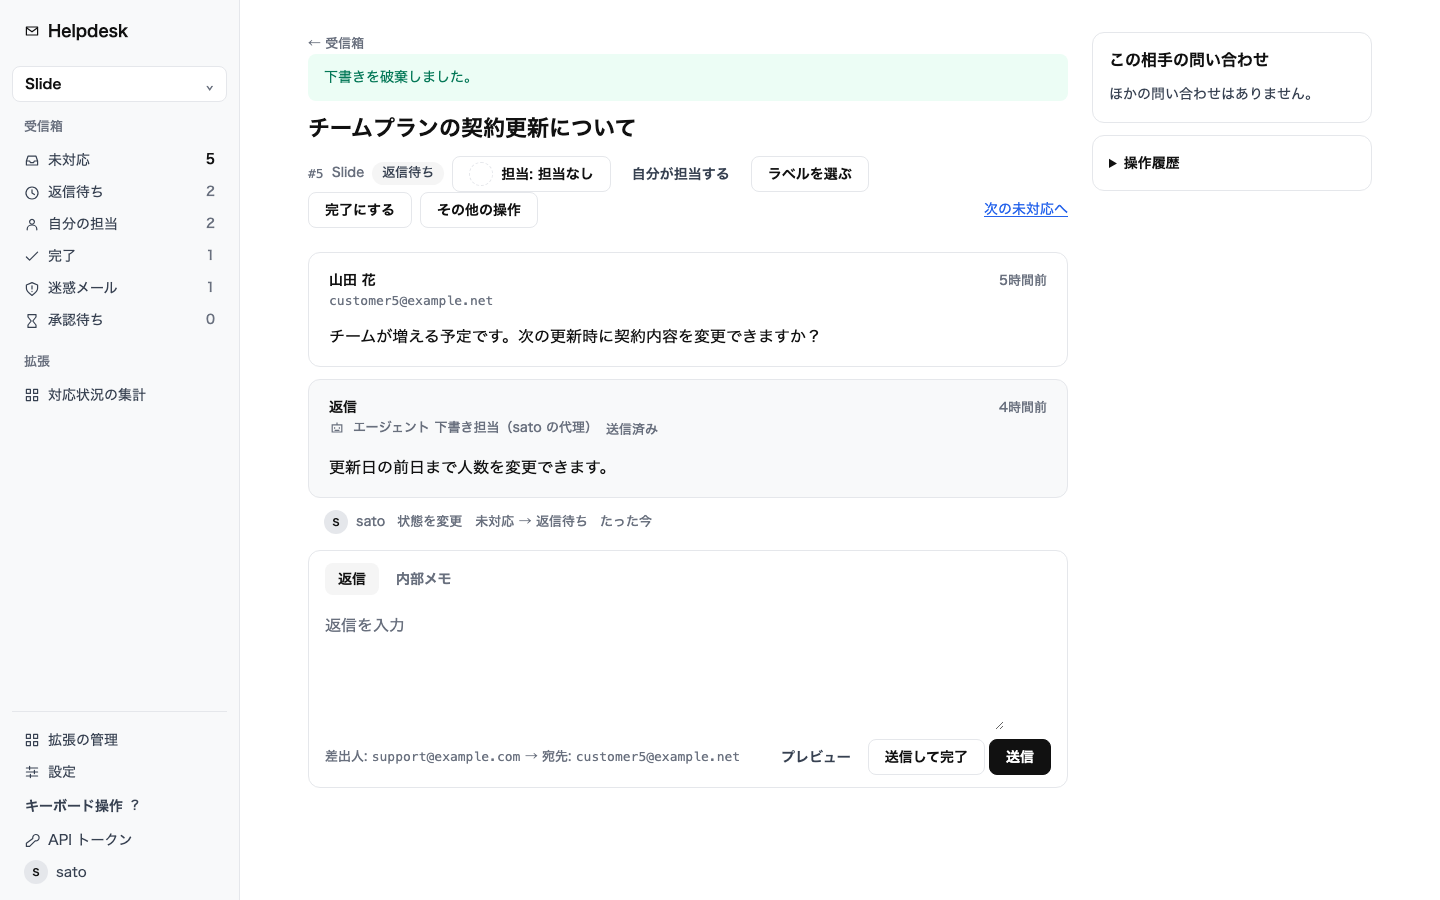 Helpdesk
Slide
受信箱
未対応 5
返信待ち 2
自分の担当 2
完了 1
迷惑メール 1
承認待ち 0
拡張
対応状況の集計
拡張の管理
設定
キーボード操作 ?
API トークン
S sato
← 受信箱
下書きを破棄しました。
チームプランの契約更新について
#5 Slide 返信待ち 担当: 担当なし 自分が担当する ラベルを選ぶ
完了にする その他の操作 次の未対応へ
山田 花 5時間前
customer5@example.net
チームが増える予定です。次の更新時に契約内容を変更できますか？
返信 4時間前
エージェント 下書き担当（sato の代理） 送信済み
更新日の前日まで人数を変更できます。
S sato 状態を変更 未対応 → 返信待ち たった今
返信 内部メモ
返信を入力
差出人: support@example.com → 宛先: customer5@example.net プレビュー 送信して完了 送信
この相手の問い合わせ
ほかの問い合わせはありません。
▶ 操作履歴